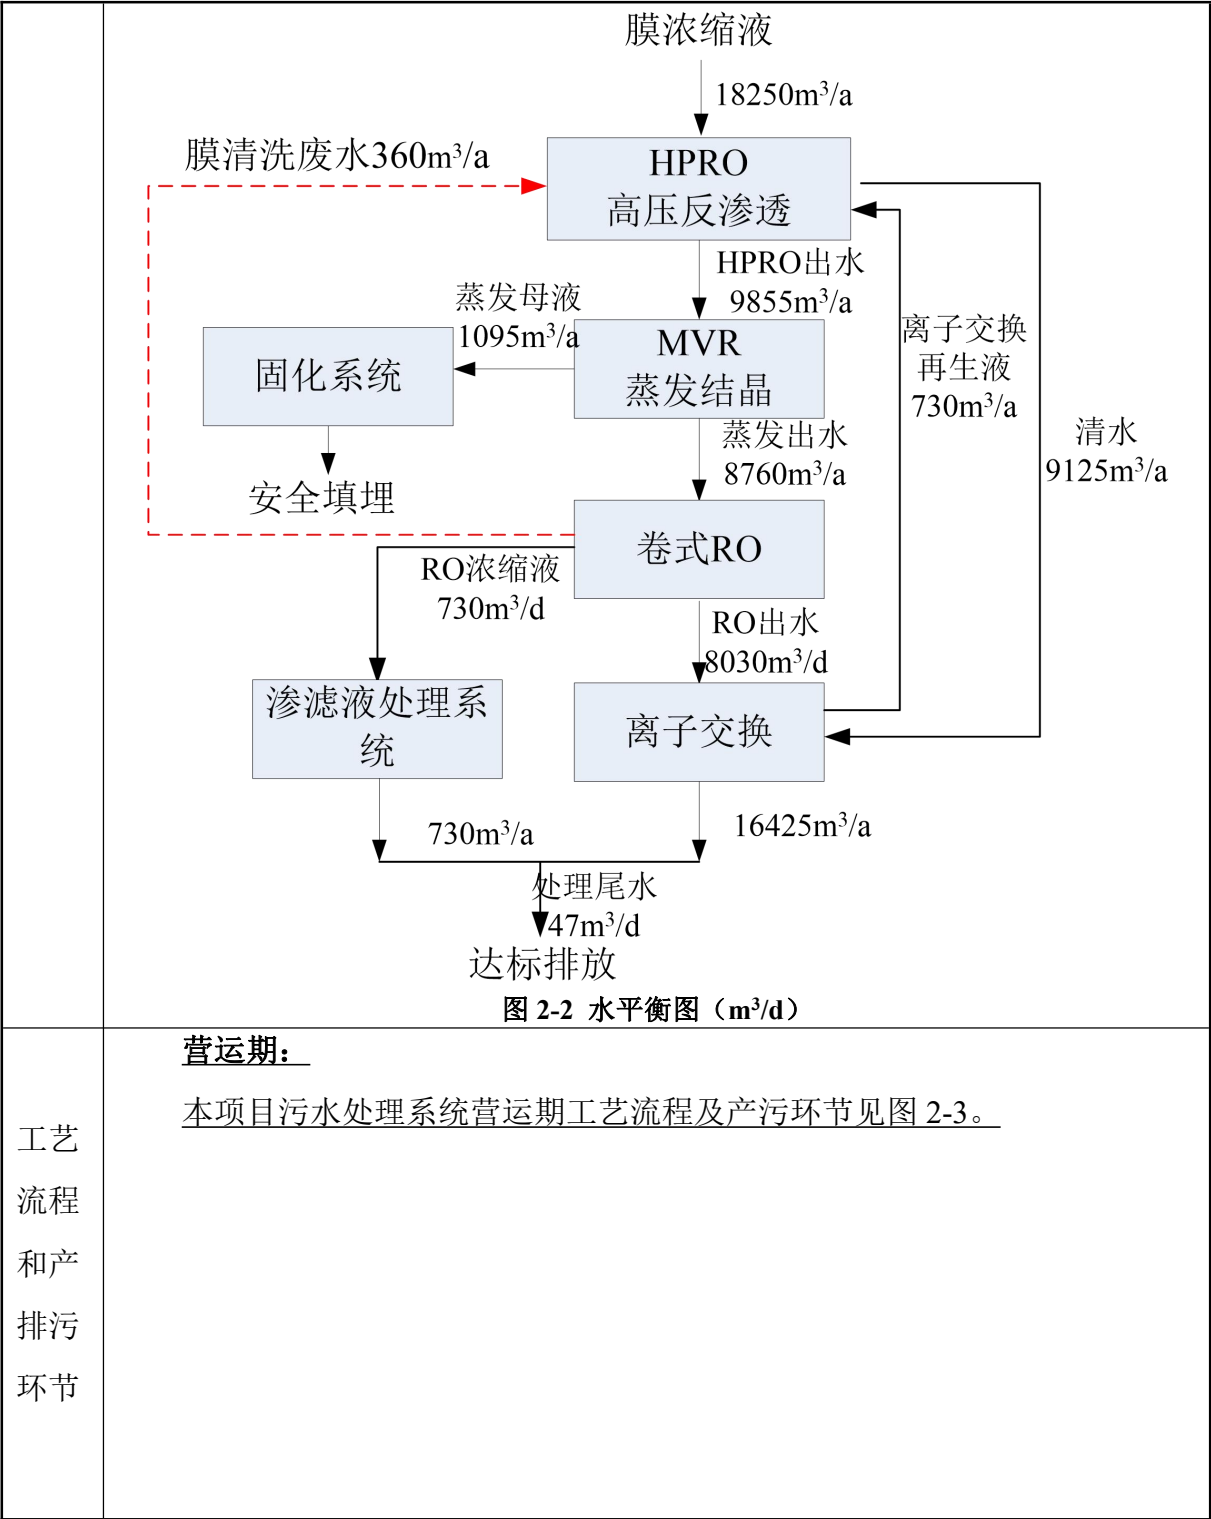 膜浓缩液
18250m³/a
膜清洗废水360m³/a
HPRO
高压反渗透
HPRO出水
9855m³/a
蒸发母液
1095m³/a
MVR
蒸发结晶
固化系统
安全填埋
离子交换
再生液
730m³/a
清水
9125m³/a
蒸发出水
8760m³/a
卷式RO
RO浓缩液
730m³/d
RO出水
8030m³/d
渗滤液处理系
统
离子交换
730m³/a
16425m³/a
处理尾水
47m³/d
达标排放
图 2-2 水平衡图（m³/d）
工艺
流程
和产
排污
环节
营运期：
本项目污水处理系统营运期工艺流程及产污环节见图 2-3。